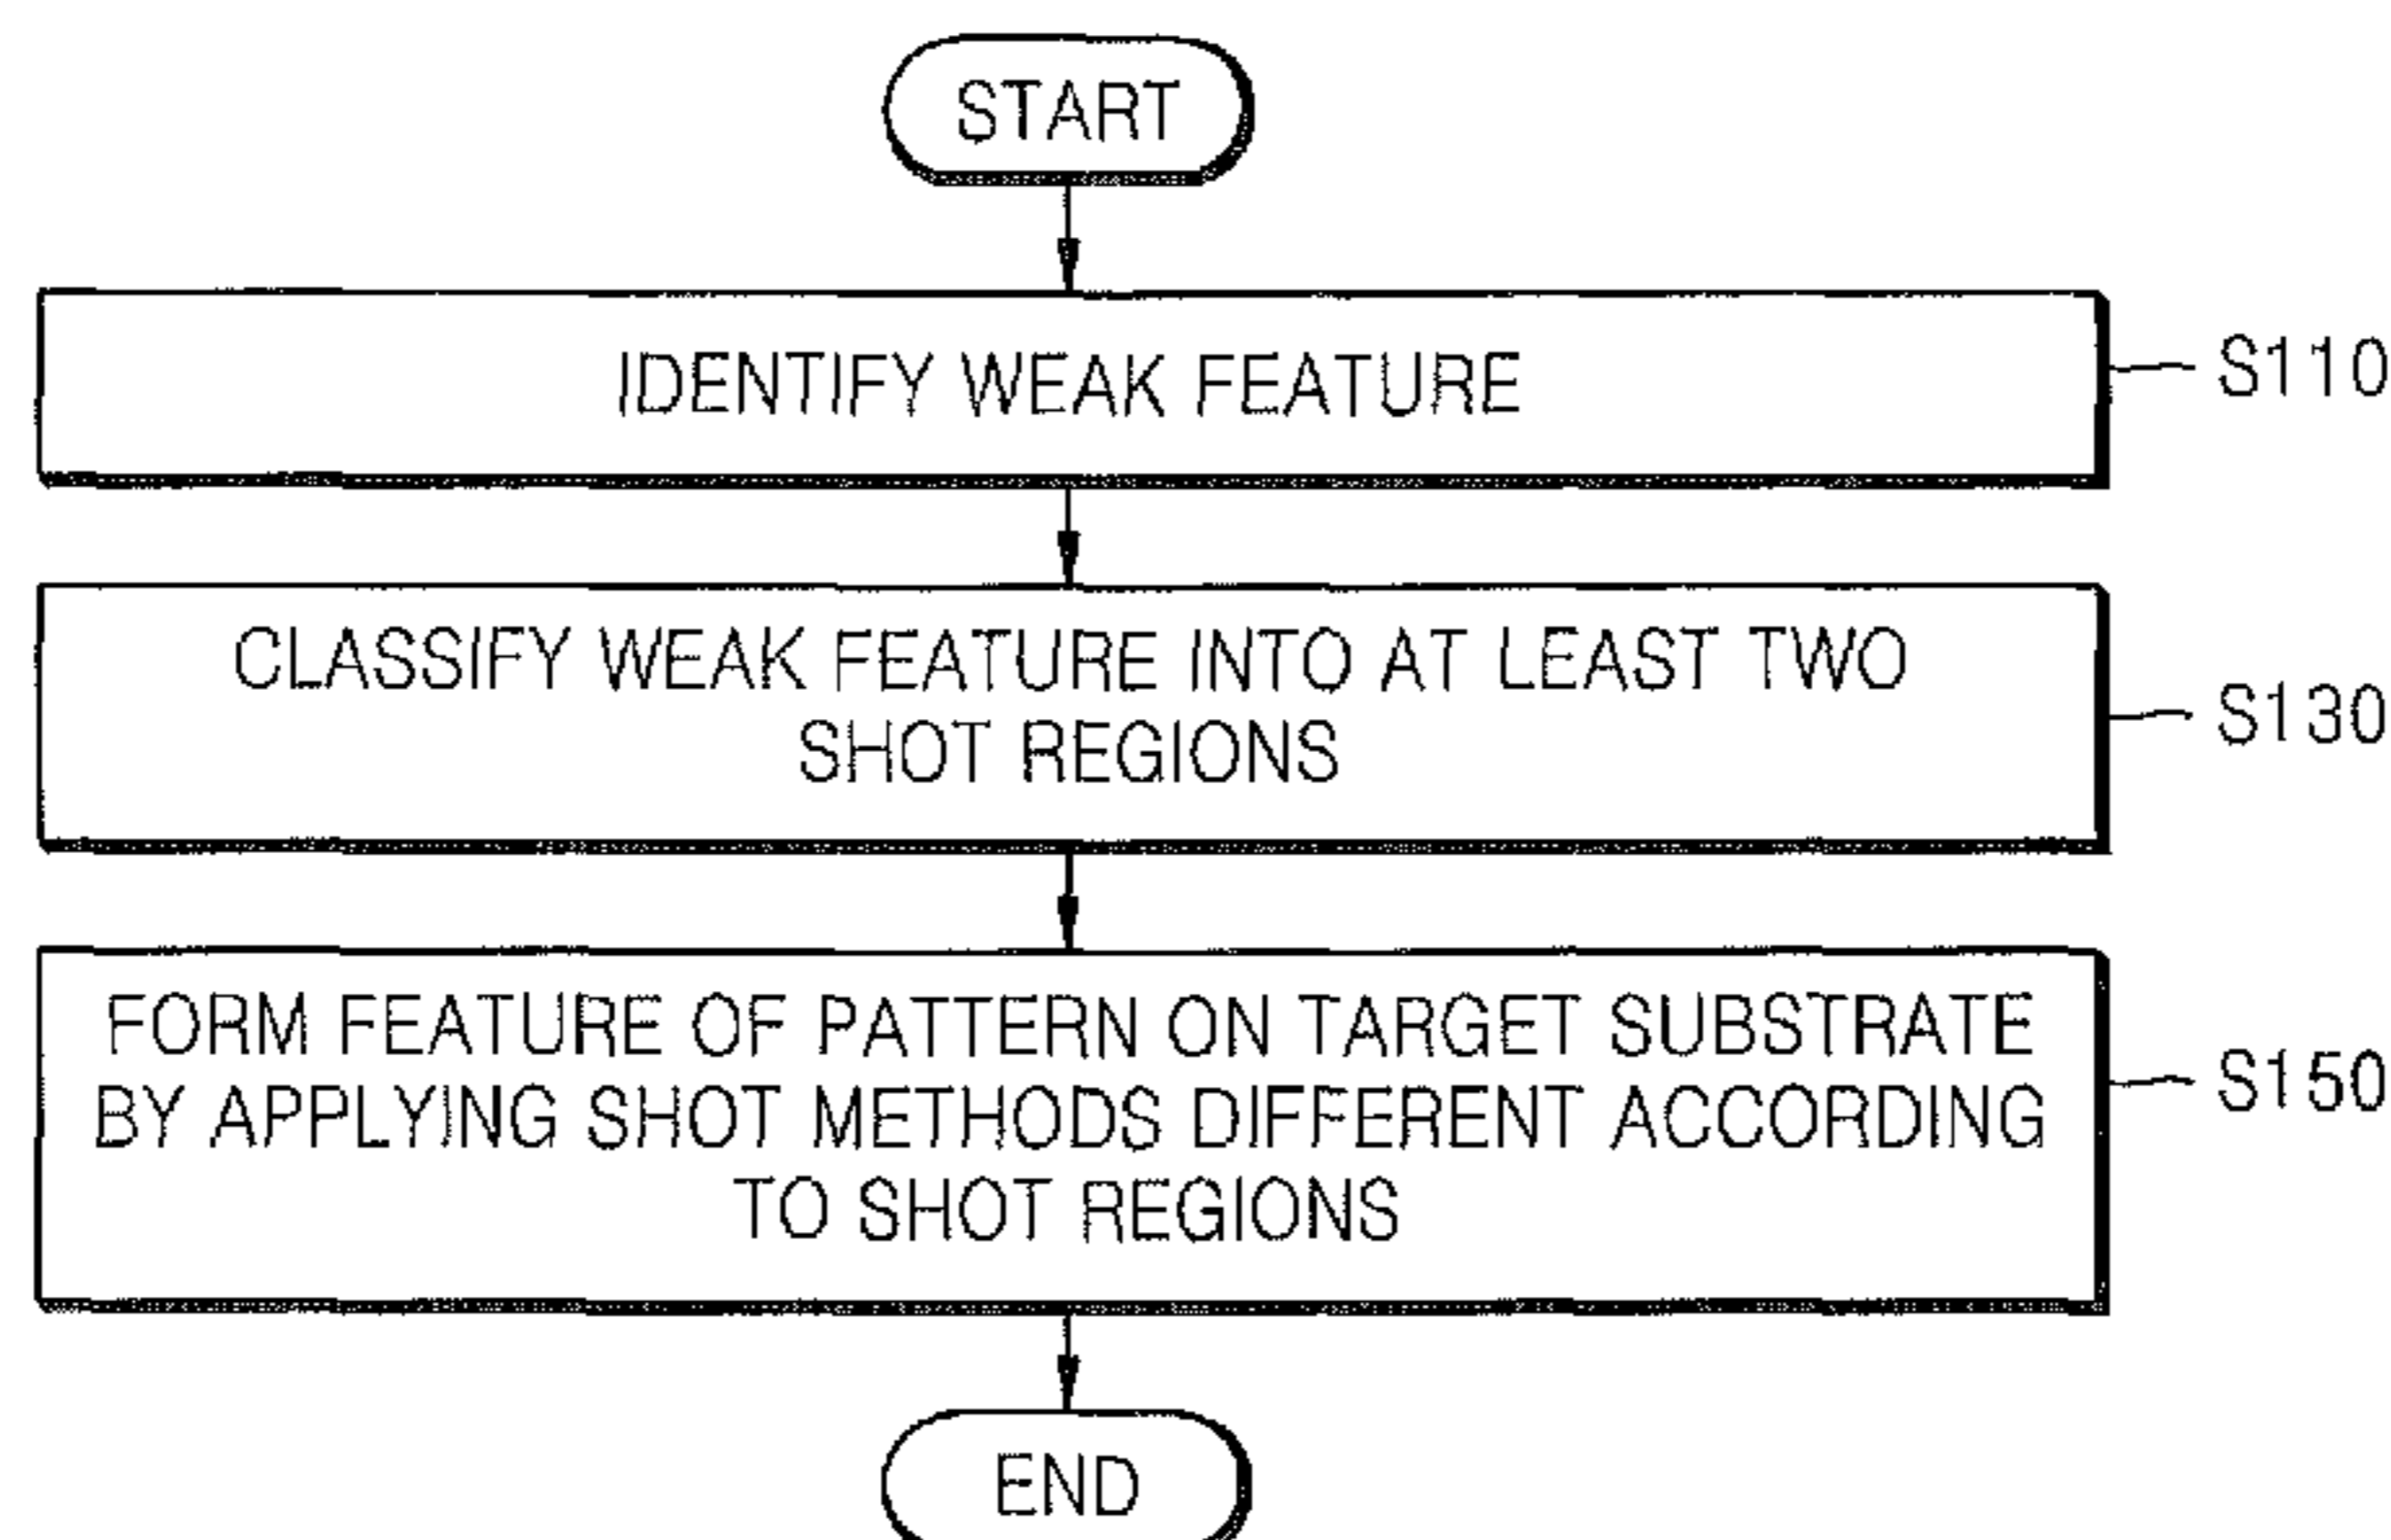 START
IDENTIFY WEAK FEATURE
S110
CLASSIFY WEAK FEATURE INTO AT LEAST TWO
SHOT REGIONS
S130
FORM FEATURE OF PATTERN ON TARGET SUBSTRATE
BY APPLYING SHOT METHODS DIFFERENT ACCORDING
TO SHOT REGIONS
S150
END